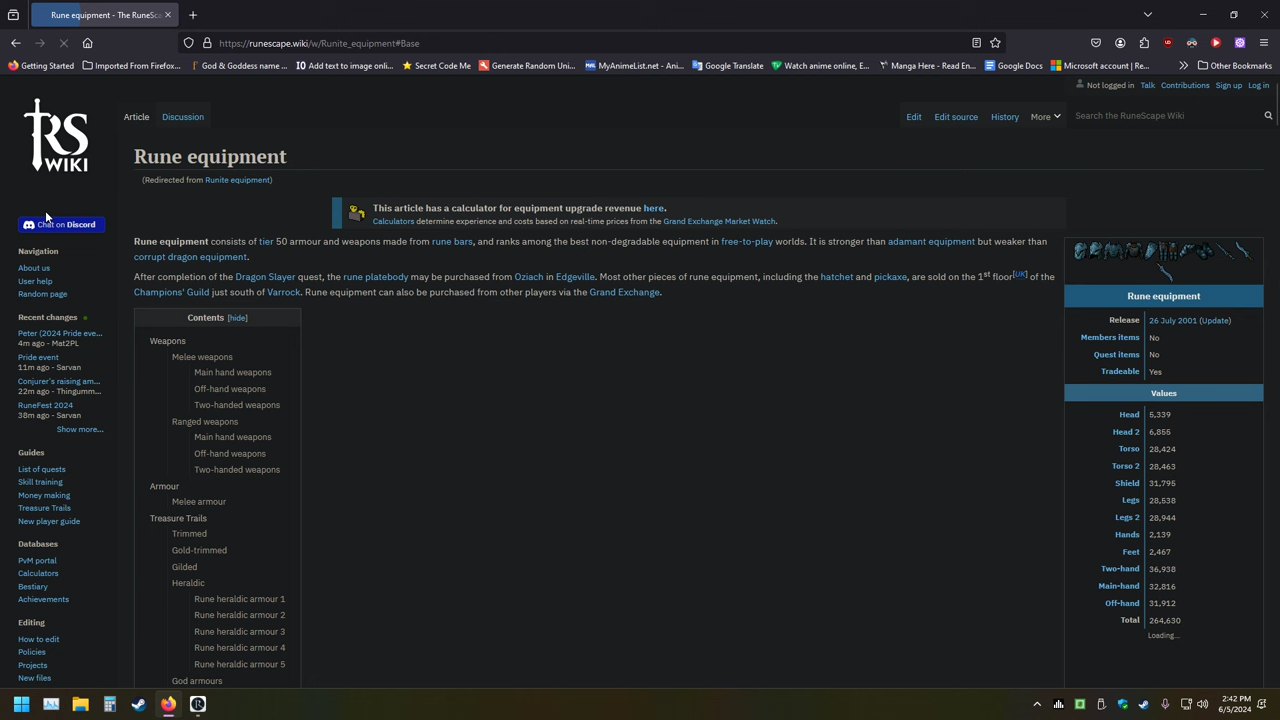 Rune equipment - The RuneSca
https://runescape.wiki/w/Runite_equipment#Base
Getting Started
Imported From Firefox...
God & Goddess name ...
Add text to image onl...
Secret Code Me
Generate Random Uni...
MyAnimeList.net - Ani...
Google Translate
Watch anime online, E...
Manga Here - Read En...
Google Docs
Microsoft account | Re...
Other Bookmarks
Not logged in Talk Contributions Sign up Log in
RS
WIKI
Article Discussion
Edit Edit source History More
Search the RuneScape Wiki
Rune equipment
(Redirected from Runite equipment)
This article has a calculator for equipment upgrade revenue here.
Calculators determine experience and costs based on real-time prices from the Grand Exchange Market Watch.
Rune equipment consists of tier 50 armour and weapons made from rune bars, and ranks among the best non-degradable equipment in free-to-play worlds. It is stronger than adamant equipment but weaker than
corrupt dragon equipment.
After completion of the Dragon Slayer quest, the rune platebody may be purchased from Oziach in Edgeville. Most other pieces of rune equipment, including the hatchet and pickaxe, are sold on the 1st floor[UK] of the
Champions' Guild just south of Varrock. Rune equipment can also be purchased from other players via the Grand Exchange.
Chat on Discord
Navigation
About us
User help
Random page
Recent changes
Peter (2024 Pride eve...
4m ago - Mat2PL
Pride event
11m ago - Sarvan
Conjurer's raising am...
22m ago - Thingumm...
RuneFest 2024
38m ago - Sarvan
Show more...
Guides
List of quests
Skill training
Money making
Treasure Trails
New player guide
Databases
PvM portal
Calculators
Bestiary
Achievements
Editing
How to edit
Policies
Projects
New files
Contents [hide]
Weapons
Melee weapons
Main hand weapons
Off-hand weapons
Two-handed weapons
Ranged weapons
Main hand weapons
Off-hand weapons
Two-handed weapons
Armour
Melee armour
Treasure Trails
Trimmed
Gold-trimmed
Gilded
Heraldic
Rune heraldic armour 1
Rune heraldic armour 2
Rune heraldic armour 3
Rune heraldic armour 4
Rune heraldic armour 5
God armours
Rune equipment
Release 26 July 2001 (Update)
Members items No
Quest items No
Tradeable Yes
Values
Head 5,339
Head 2 6,855
Torso 28,424
Torso 2 28,463
Shield 31,795
Legs 28,538
Legs 2 28,944
Hands 2,139
Feet 2,467
Two-hand 36,938
Main-hand 32,816
Off-hand 31,912
Total 264,630
Loading...
2:42 PM
6/5/2024